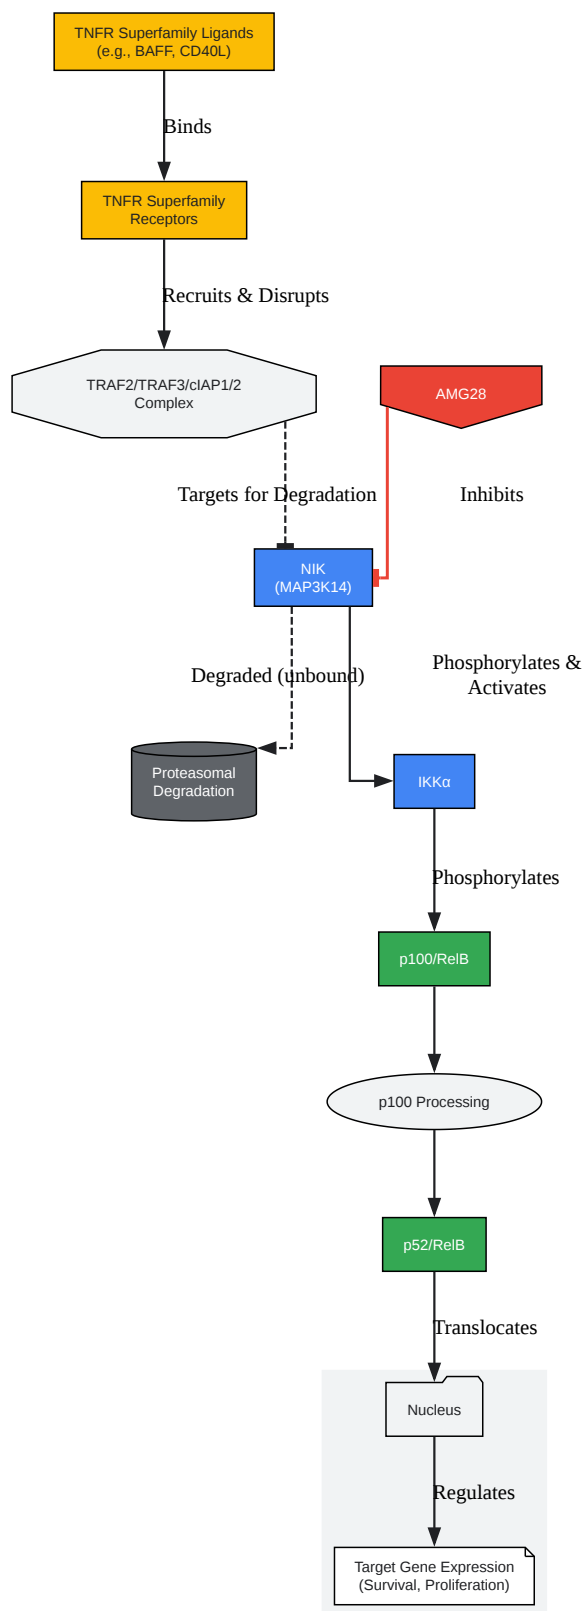 TNFR Superfamily Ligands
(e.g., BAFF, CD40L)
Binds
TNFR Superfamily
Receptors
Recruits & Disrupts
TRAF2/TRAF3/cIAP1/2
Complex
AMG28
Targets for Degradation
Inhibits
NIK
(MAP3K14)
Degraded (unbound)
Phosphorylates &
Activates
Proteasomal
Degradation
IKKα
Phosphorylates
p100/RelB
p100 Processing
p52/RelB
Translocates
Nucleus
Regulates
Target Gene Expression
(Survival, Proliferation)